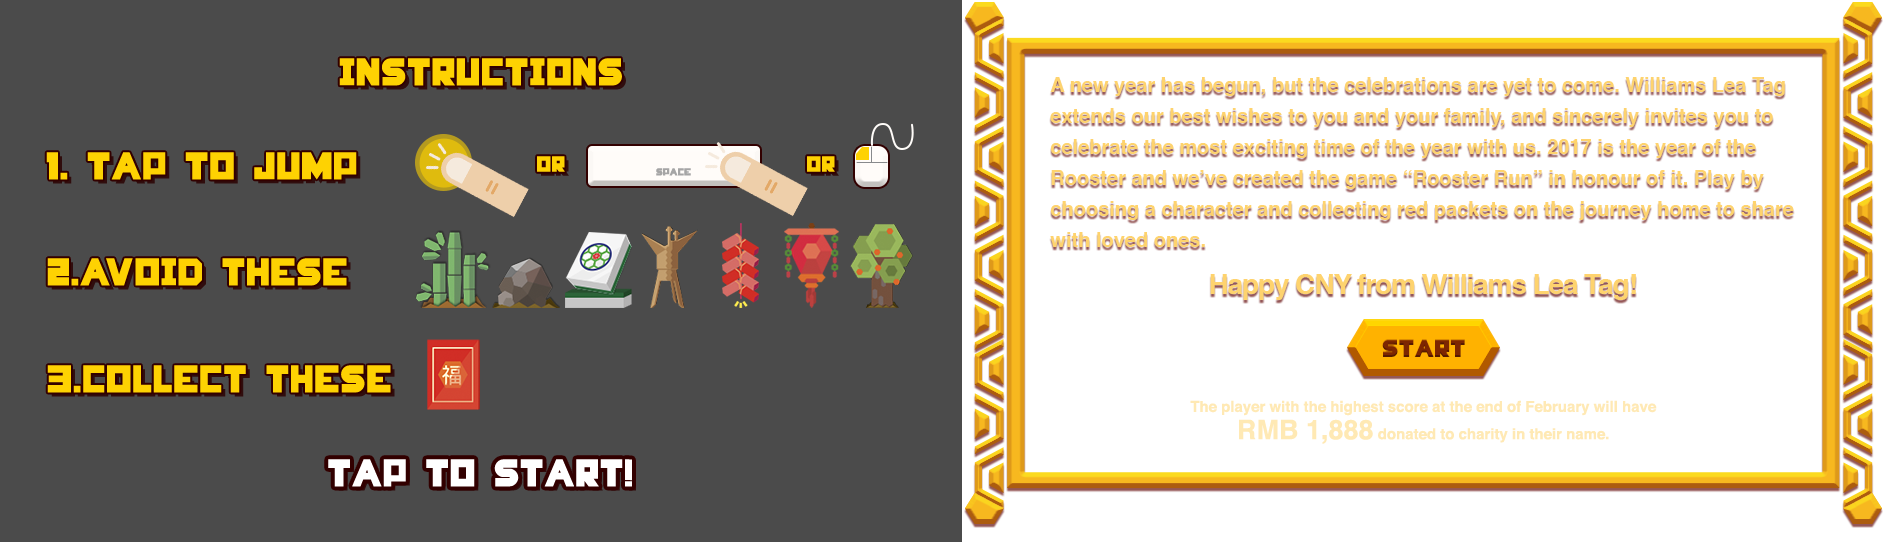 INSTRUCTIONS
1. TAP TO JUMP
OR
SPACE
OR
2.AVOID THESE
3.COLLECT THESE
福
TAP TO START!
A new year has begun, but the celebrations are yet to come. Williams Lea Tag
extends our best wishes to you and your family, and sincerely invites you to
celebrate the most exciting time of the year with us. 2017 is the year of the
Rooster and we've created the game “Rooster Run” in honour of it. Play by
choosing a character and collecting red packets on the journey home to share
with loved ones.
Happy CNY from Williams Lea Tag!
START
The player with the highest score at the end of February will have
RMB 1,888 donated to charity in their name.